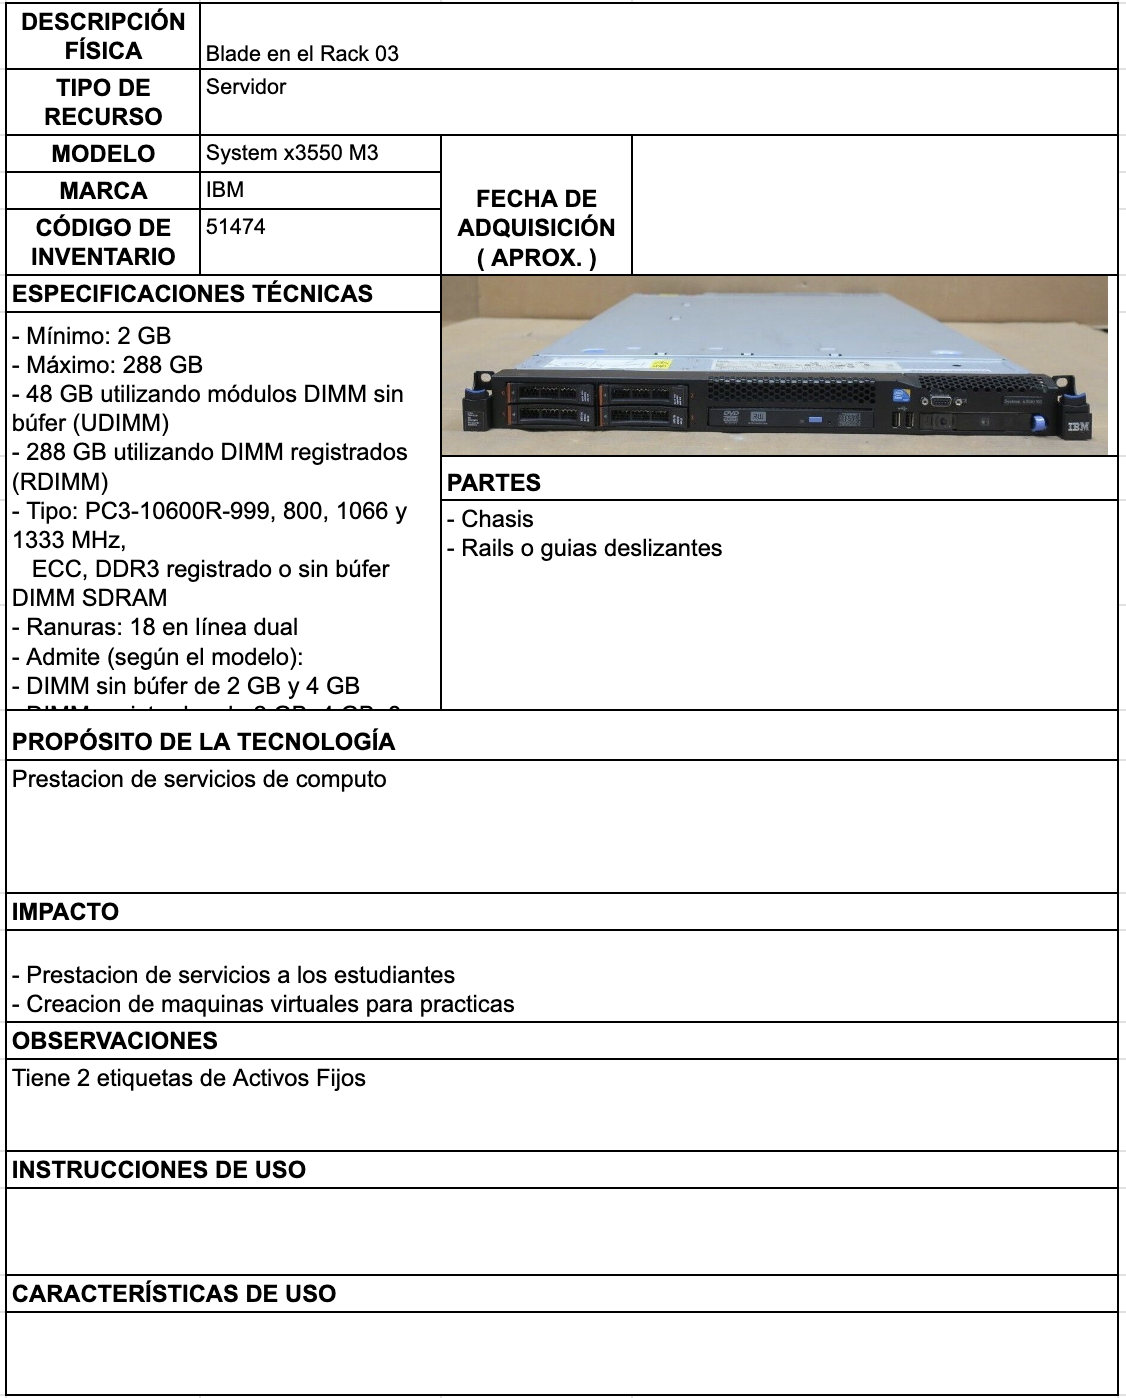 DESCRIPCIÓN
FÍSICA
Blade en el Rack 03
TIPO DE
RECURSO
Servidor
MODELO
System x3550 M3
MARCA
IBM
CÓDIGO DE
INVENTARIO
51474
FECHA DE
ADQUISICIÓN
( APROX. )
ESPECIFICACIONES TÉCNICAS
- Mínimo: 2 GB
- Máximo: 288 GB
- 48 GB utilizando módulos DIMM sin
búfer (UDIMM)
- 288 GB utilizando DIMM registrados
(RDIMM)
- Tipo: PC3-10600R-999, 800, 1066 y
1333 MHz,
ECC, DDR3 registrado o sin búfer
DIMM SDRAM
- Ranuras: 18 en línea dual
- Admite (según el modelo):
- DIMM sin búfer de 2 GB y 4 GB
IBM
PARTES
- Chasis
- Rails o guias deslizantes
PROPÓSITO DE LA TECNOLOGÍA
Prestacion de servicios de computo
IMPACTO
- Prestacion de servicios a los estudiantes
- Creacion de maquinas virtuales para practicas
OBSERVACIONES
Tiene 2 etiquetas de Activos Fijos
INSTRUCCIONES DE USO
CARACTERÍSTICAS DE USO